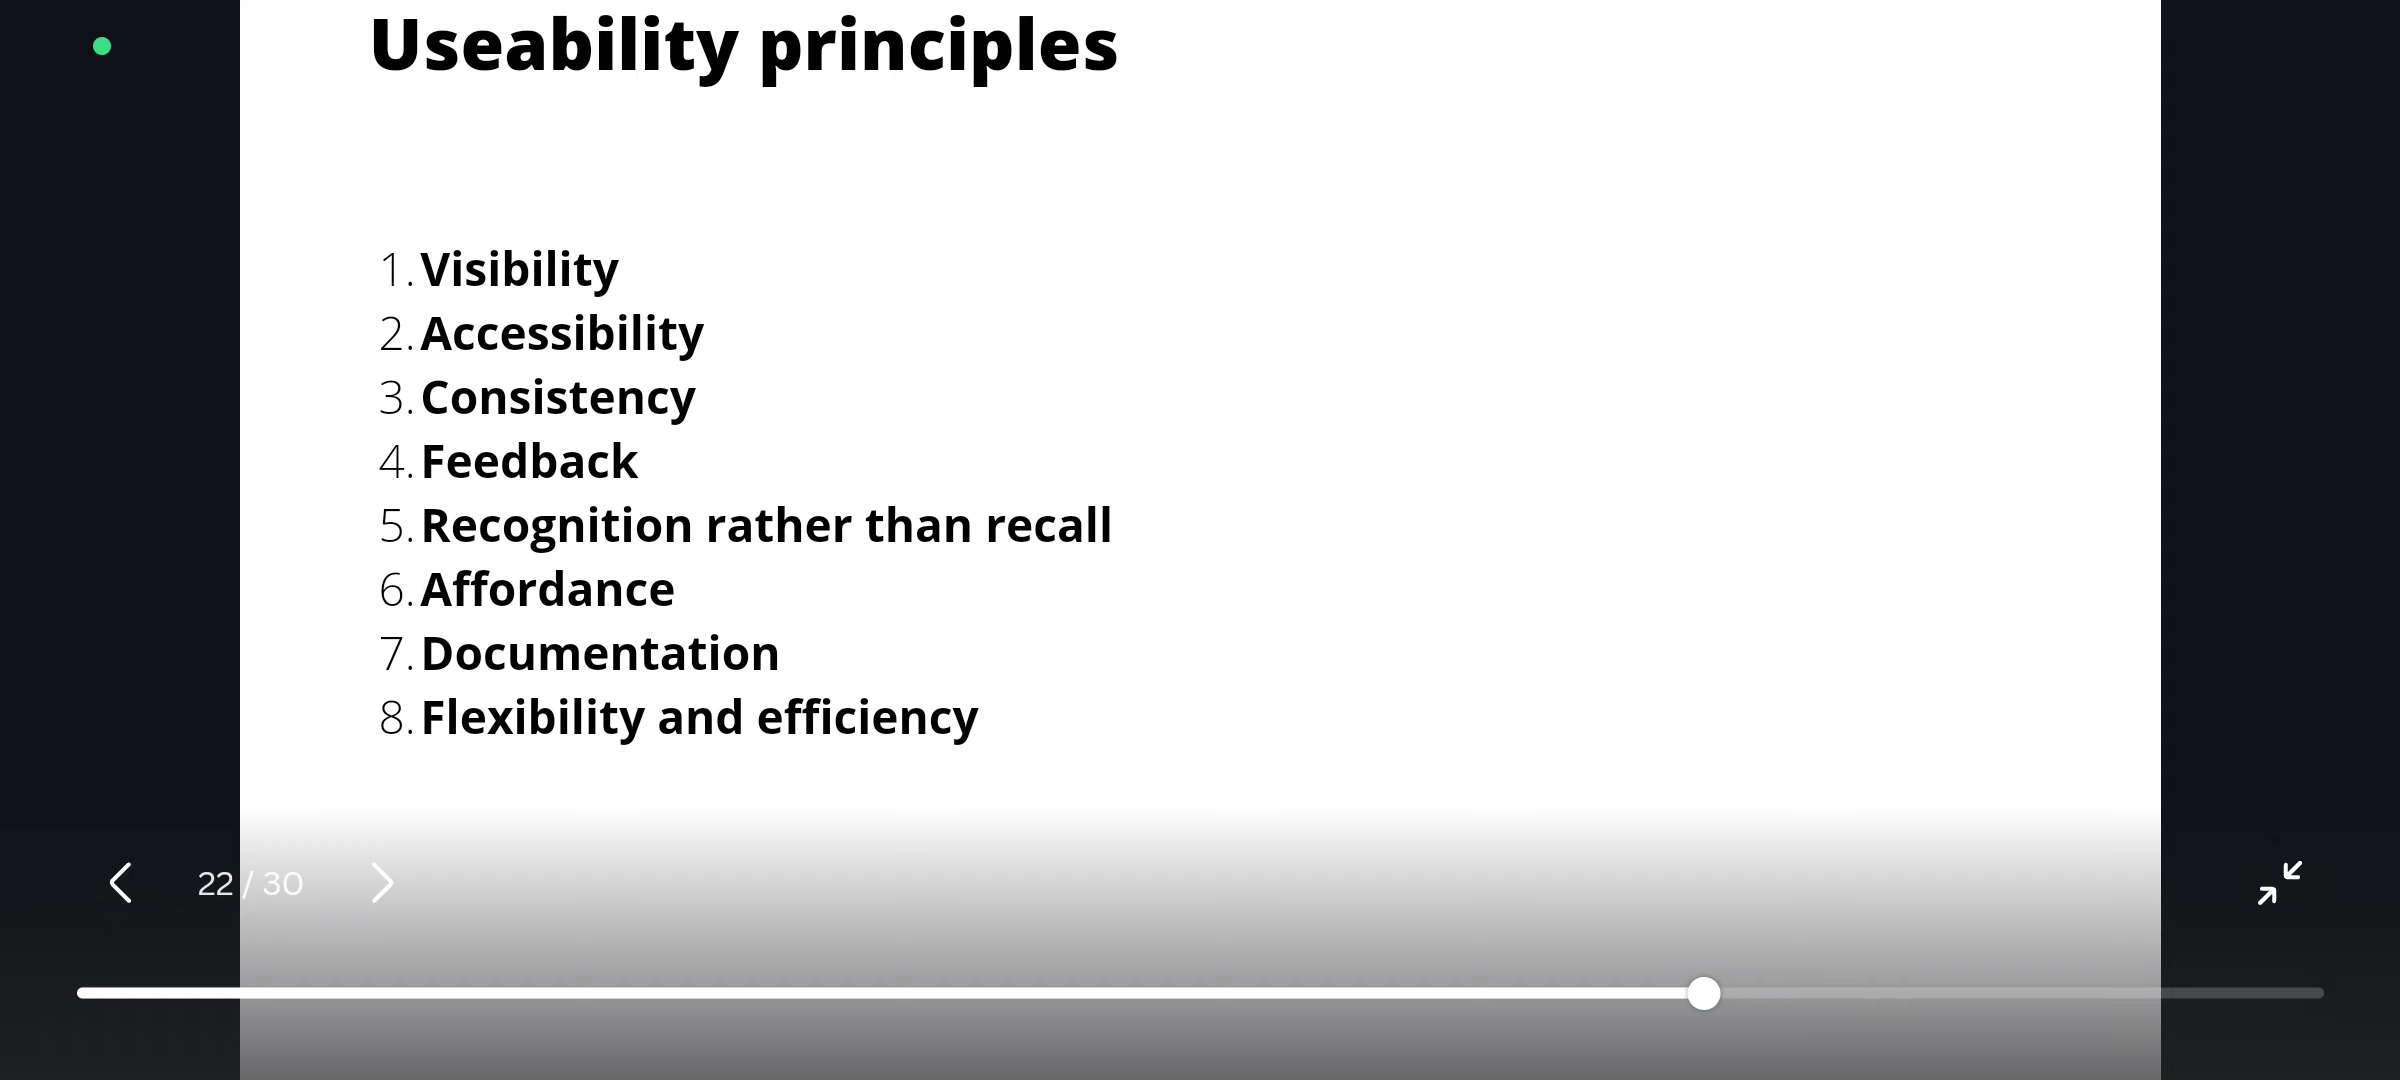 Useability principles
1. Visibility
2. Accessibility
3. Consistency
4. Feedback
5. Recognition rather than recall
6. Affordance
7. Documentation
8. Flexibility and efficiency
22 / 30